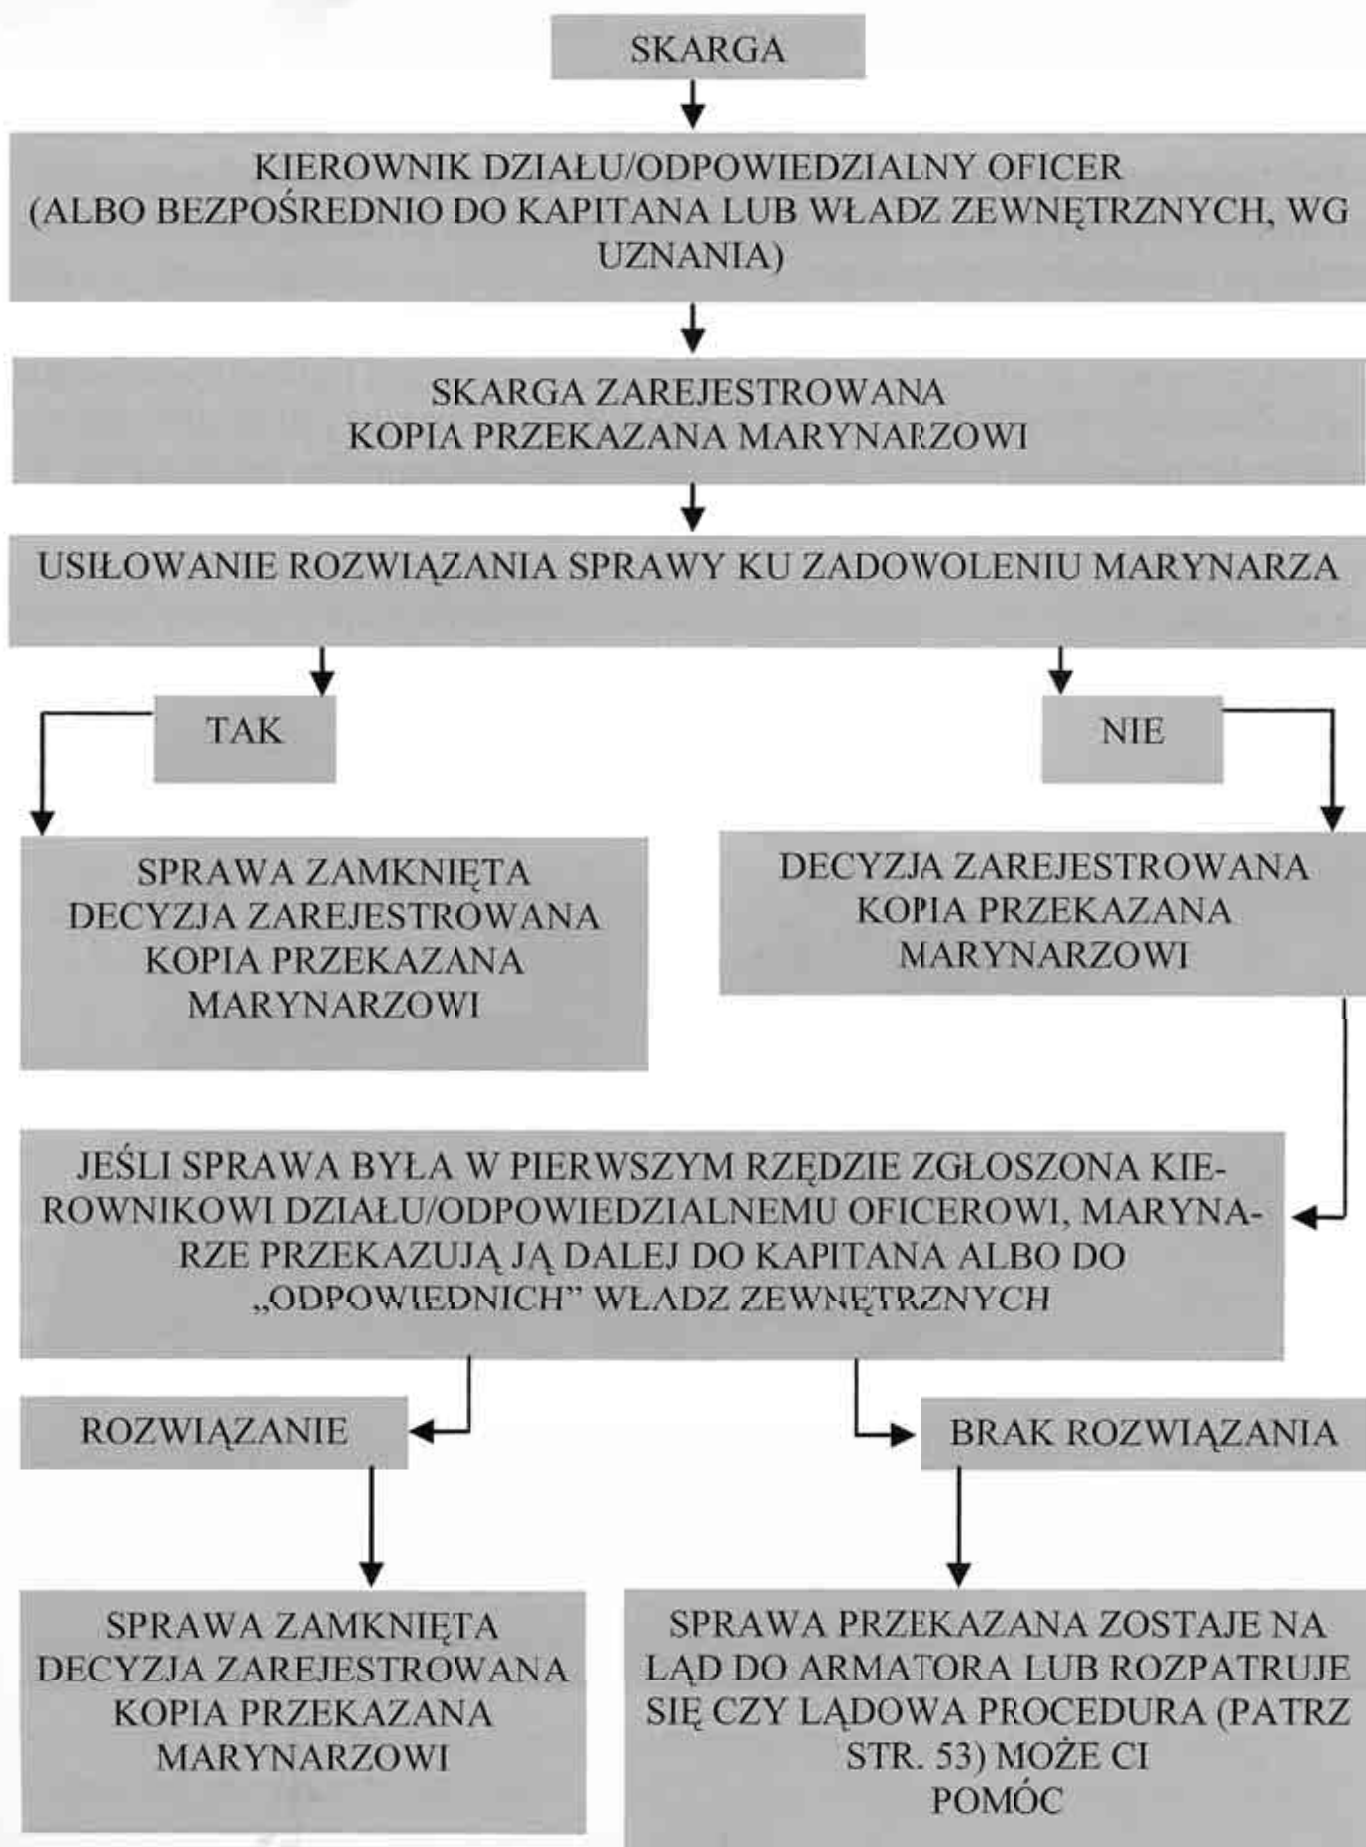 SKARGA
KIEROWNIK DZIAŁU/ODPOWIEDZIALNY OFICER
(ALBO BEZPOŚREDNIO DO KAPITANA LUB WŁADZ ZEWNĘTRZNYCH, WG
UZNANIA)
SKARGA ZAREJESTROWANA
KOPIA PRZEKAZANA MARYNARZOWI
USIŁOWANIE ROZWIĄZANIA SPRAWY KU ZADOWOLENIU MARYNARZA
TAK
NIE
SPRAWA ZAMKNIĘTA
DECYZJA ZAREJESTROWANA
KOPIA PRZEKAZANA
MARYNARZOWI
DECYZJA ZAREJESTROWANA
KOPIA PRZEKAZANA
MARYNARZOWI
JEŚLI SPRAWA BYŁA W PIERWSZYM RZĘDZIE ZGŁOSZONA KIE-
ROWNIKOWI DZIAŁU/ODPOWIEDZIALNEMU OFICEROWI, MARYNA-
RZE PRZEKAZUJĄ JĄ DALEJ DO KAPITANA ALBO DO
„ODPOWIEDNICH” WŁADZ ZEWNĘTRZNYCH
ROZWIĄZANIE
BRAK ROZWIĄZANIA
SPRAWA ZAMKNIĘTA
DECYZJA ZAREJESTROWANA
KOPIA PRZEKAZANA
MARYNARZOWI
SPRAWA PRZEKAZANA ZOSTAJE NA
LĄD DO ARMATORA LUB ROZPATRUJE
SIĘ CZY LĄDOWA PROCEDURA (PATRZ
STR. 53) MOŻE CI
POMÓC